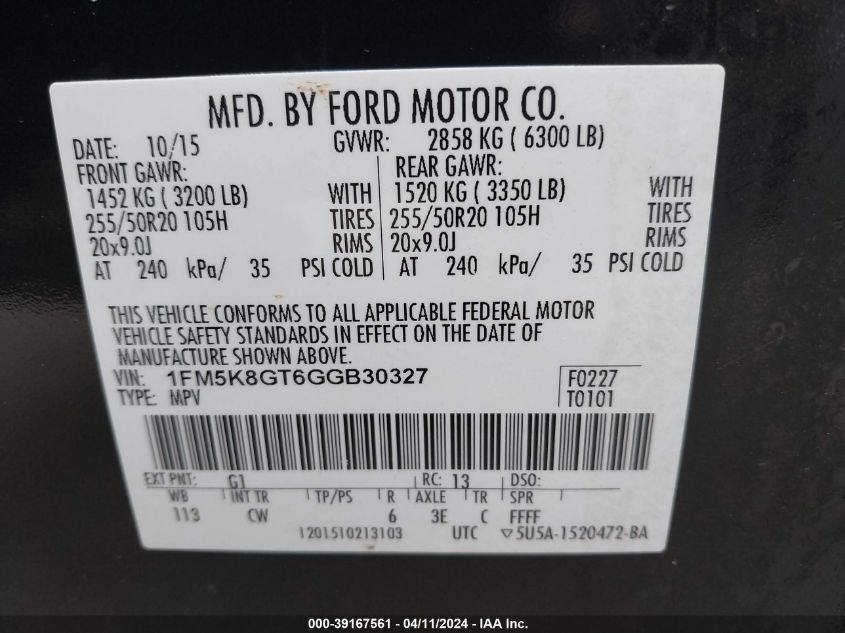 MFD. BY FORD MOTOR CO.
DATE: 10/15 GVWR: 2858 KG ( 6300 LB)
FRONT GAWR: REAR GAWR:
1452 KG ( 3200 LB) WITH 1520 KG ( 3350 LB) WITH
255/50R20 105H TIRES 255/50R20 105H TIRES
20x9.0J RIMS 20x9.0J RIMS
AT 240 kPa/ 35 PSI COLD AT 240 kPa/ 35 PSI COLD
THIS VEHICLE CONFORMS TO ALL APPLICABLE FEDERAL MOTOR
VEHICLE SAFETY STANDARDS IN EFFECT ON THE DATE OF
MANUFACTURE SHOWN ABOVE.
VIN: 1FM5K8GT6GGB30327 F0227
TYPE: MPV T0101
EXT PNT: G1 RC: 13 DSO:
WB INT TR TP/PS R AXLE TR SPR
113 CW 6 3E C FFFF
1201510213103 UTC ▽5U5A-1520472-BA
000-39167561 - 04/11/2024 - IAA Inc.